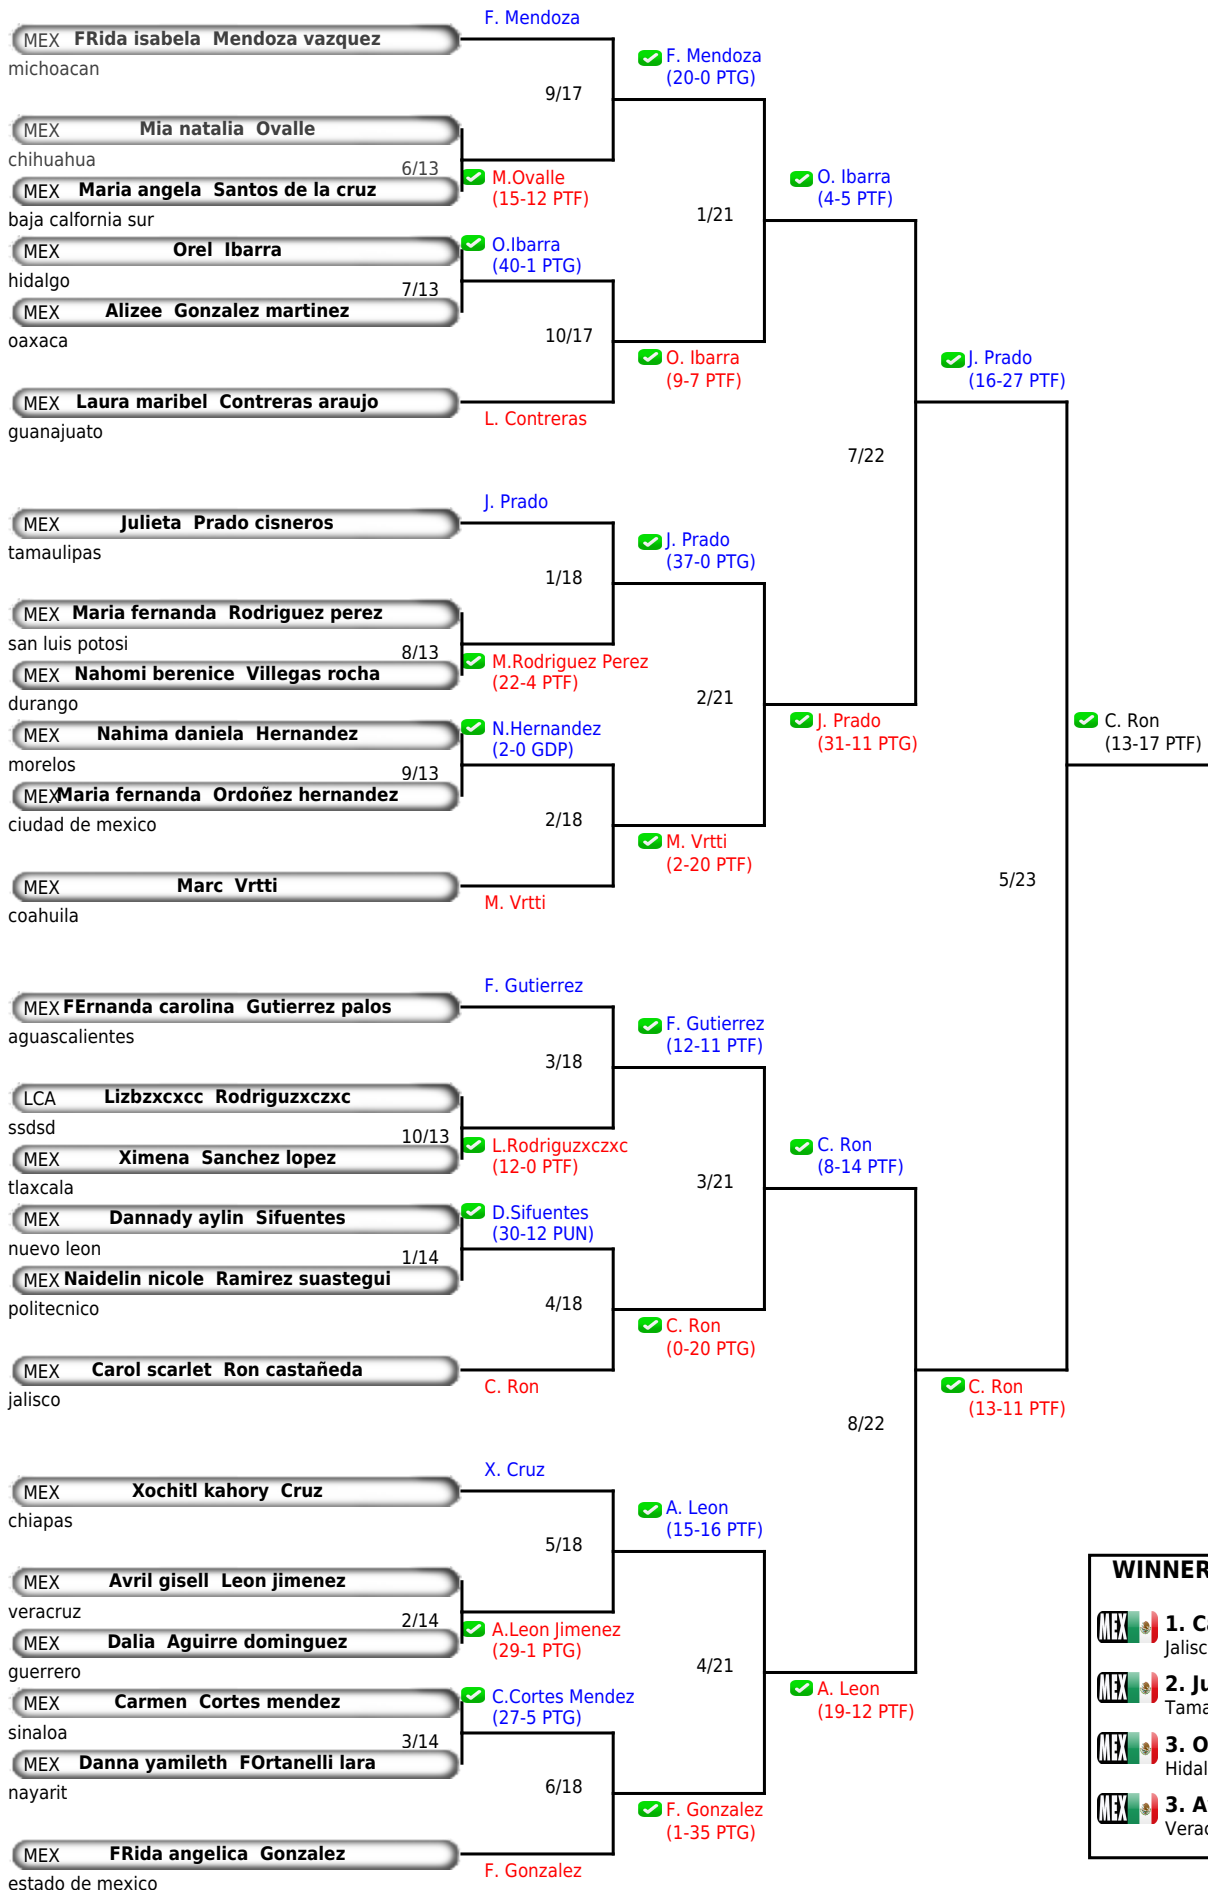 F. Mendoza
MEX FRida isabela Mendoza vazquez
michoacan
F. Mendoza
(20-0 PTG)
9/17
MEX Mia natalia Ovalle
chihuahua
6/13
MEX Maria angela Santos de la cruz
baja calfornia sur
M.Ovalle
(15-12 PTF)
O. Ibarra
(4-5 PTF)
1/21
MEX Orel Ibarra
hidalgo
O.Ibarra
(40-1 PTG)
7/13
MEX Alizee Gonzalez martinez
oaxaca
10/17
O. Ibarra
(9-7 PTF)
MEX Laura maribel Contreras araujo
guanajuato
L. Contreras
J. Prado
(16-27 PTF)
7/22
J. Prado
MEX Julieta Prado cisneros
tamaulipas
J. Prado
(37-0 PTG)
1/18
MEX Maria fernanda Rodriguez perez
san luis potosi
8/13
MEX Nahomi berenice Villegas rocha
durango
M.Rodriguez Perez
(22-4 PTF)
2/21
J. Prado
(31-11 PTG)
MEX Nahima daniela Hernandez
morelos
N.Hernandez
(2-0 GDP)
9/13
MEX Maria fernanda Ordoñez hernandez
ciudad de mexico
2/18
M. Vrtti
(2-20 PTF)
MEX Marc Vrtti
coahuila
M. Vrtti
C. Ron
(13-17 PTF)
5/23
F. Gutierrez
MEX FErnanda carolina Gutierrez palos
aguascalientes
F. Gutierrez
(12-11 PTF)
3/18
LCA Lizbzxcxcc Rodriguzxczxc
ssdsd
10/13
MEX Ximena Sanchez lopez
tlaxcala
L.Rodriguzxczxc
(12-0 PTF)
3/21
C. Ron
(8-14 PTF)
MEX Dannady aylin Sifuentes
nuevo leon
D.Sifuentes
(30-12 PUN)
1/14
MEX Naidelin nicole Ramirez suastegui
politecnico
4/18
C. Ron
(0-20 PTG)
MEX Carol scarlet Ron castañeda
jalisco
C. Ron
C. Ron
(13-11 PTF)
8/22
X. Cruz
MEX Xochitl kahory Cruz
chiapas
A. Leon
(15-16 PTF)
5/18
MEX Avril gisell Leon jimenez
veracruz
2/14
MEX Dalia Aguirre dominguez
guerrero
A.Leon Jimenez
(29-1 PTG)
4/21
A. Leon
(19-12 PTF)
MEX Carmen Cortes mendez
sinaloa
C.Cortes Mendez
(27-5 PTG)
3/14
MEX Danna yamileth FOrtanelli lara
nayarit
6/18
F. Gonzalez
(1-35 PTG)
MEX FRida angelica Gonzalez
estado de mexico
F. Gonzalez
WINNER
MEX 1. Ca
Jalisc
MEX 2. Ju
Tama
MEX 3. O
Hidal
MEX 3. A
Verac